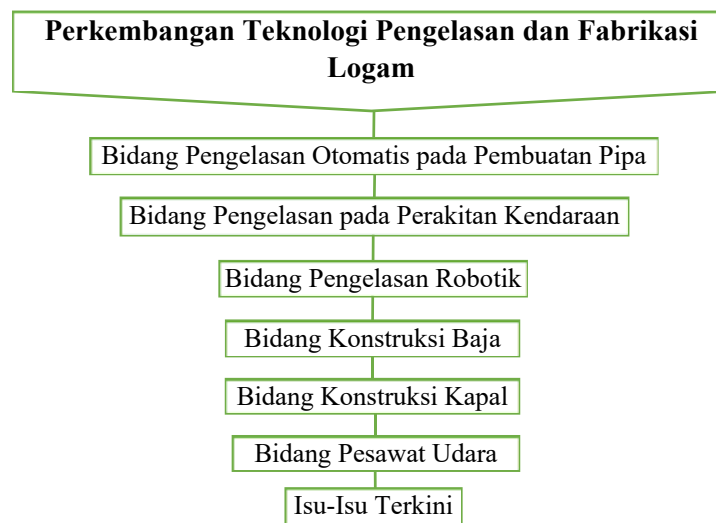 Perkembangan Teknologi Pengelasan dan Fabrikasi
Logam
Bidang Pengelasan Otomatis pada Pembuatan Pipa
Bidang Pengelasan pada Perakitan Kendaraan
Bidang Pengelasan Robotik
Bidang Konstruksi Baja
Bidang Konstruksi Kapal
Bidang Pesawat Udara
Isu-Isu Terkini